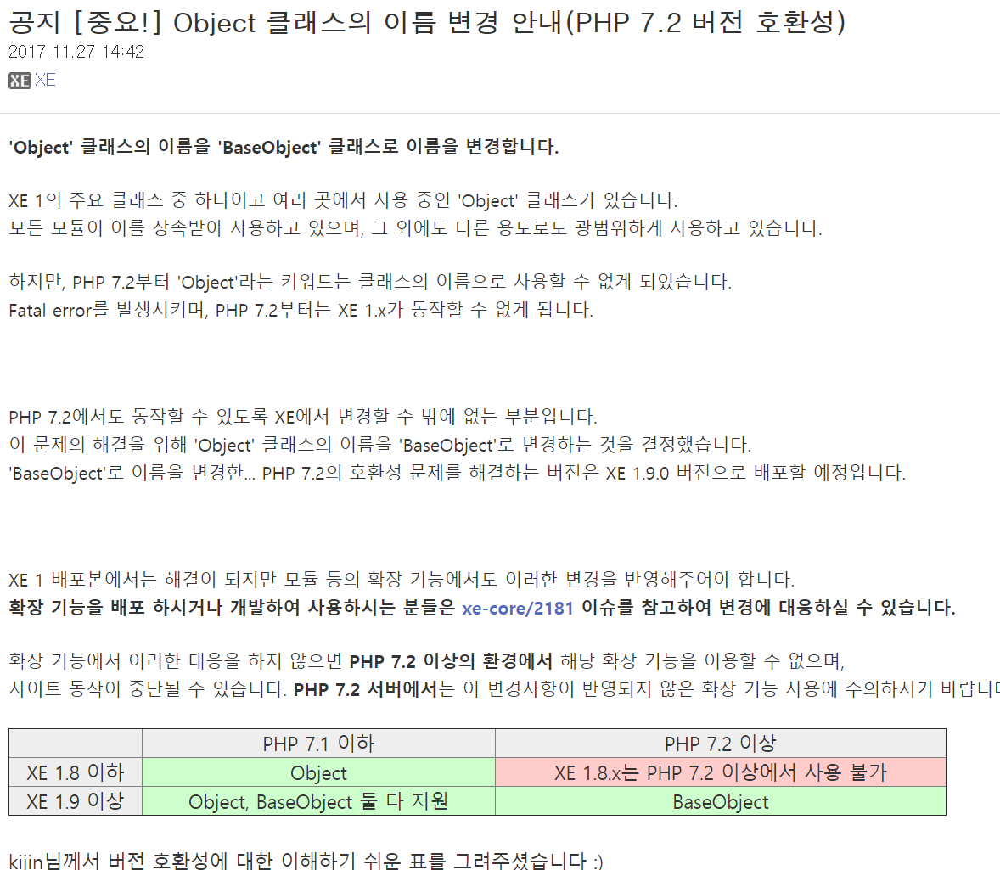 공지 [중요!] Object 클래스의 이름 변경 안내(PHP 7.2 버전 호환성)
2017.11.27 14:42
XE XE
'Object' 클래스의 이름을 'BaseObject' 클래스로 이름을 변경합니다.
XE 1의 주요 클래스 중 하나이고 여러 곳에서 사용 중인 'Object' 클래스가 있습니다.
모든 모듈이 이를 상속받아 사용하고 있으며, 그 외에도 다른 용도로도 광범위하게 사용하고 있습니다.
하지만, PHP 7.2부터 'Object'라는 키워드는 클래스의 이름으로 사용할 수 없게 되었습니다.
Fatal error를 발생시키며, PHP 7.2부터는 XE 1.x가 동작할 수 없게 됩니다.
PHP 7.2에서도 동작할 수 있도록 XE에서 변경할 수 밖에 없는 부분입니다.
이 문제의 해결을 위해 'Object' 클래스의 이름을 'BaseObject'로 변경하는 것을 결정했습니다.
'BaseObject'로 이름을 변경한... PHP 7.2의 호환성 문제를 해결하는 버전은 XE 1.9.0 버전으로 배포할 예정입니다.
XE 1 배포본에서는 해결이 되지만 모듈 등의 확장 기능에서도 이러한 변경을 반영해주어야 합니다.
확장 기능을 배포 하시거나 개발하여 사용하시는 분들은 xe-core/2181 이슈를 참고하여 변경에 대응하실 수 있습니다.
확장 기능에서 이러한 대응을 하지 않으면 PHP 7.2 이상의 환경에서 해당 확장 기능을 이용할 수 없으며,
사이트 동작이 중단될 수 있습니다. PHP 7.2 서버에서는 이 변경사항이 반영되지 않은 확장 기능 사용에 주의하시기 바랍니다
PHP 7.1 이하 PHP 7.2 이상
XE 1.8 이하 Object XE 1.8.x는 PHP 7.2 이상에서 사용 불가
XE 1.9 이상 Object, BaseObject 둘 다 지원 BaseObject
kijin님께서 버전 호환성에 대한 이해하기 쉬운 표를 그려주셨습니다 :)